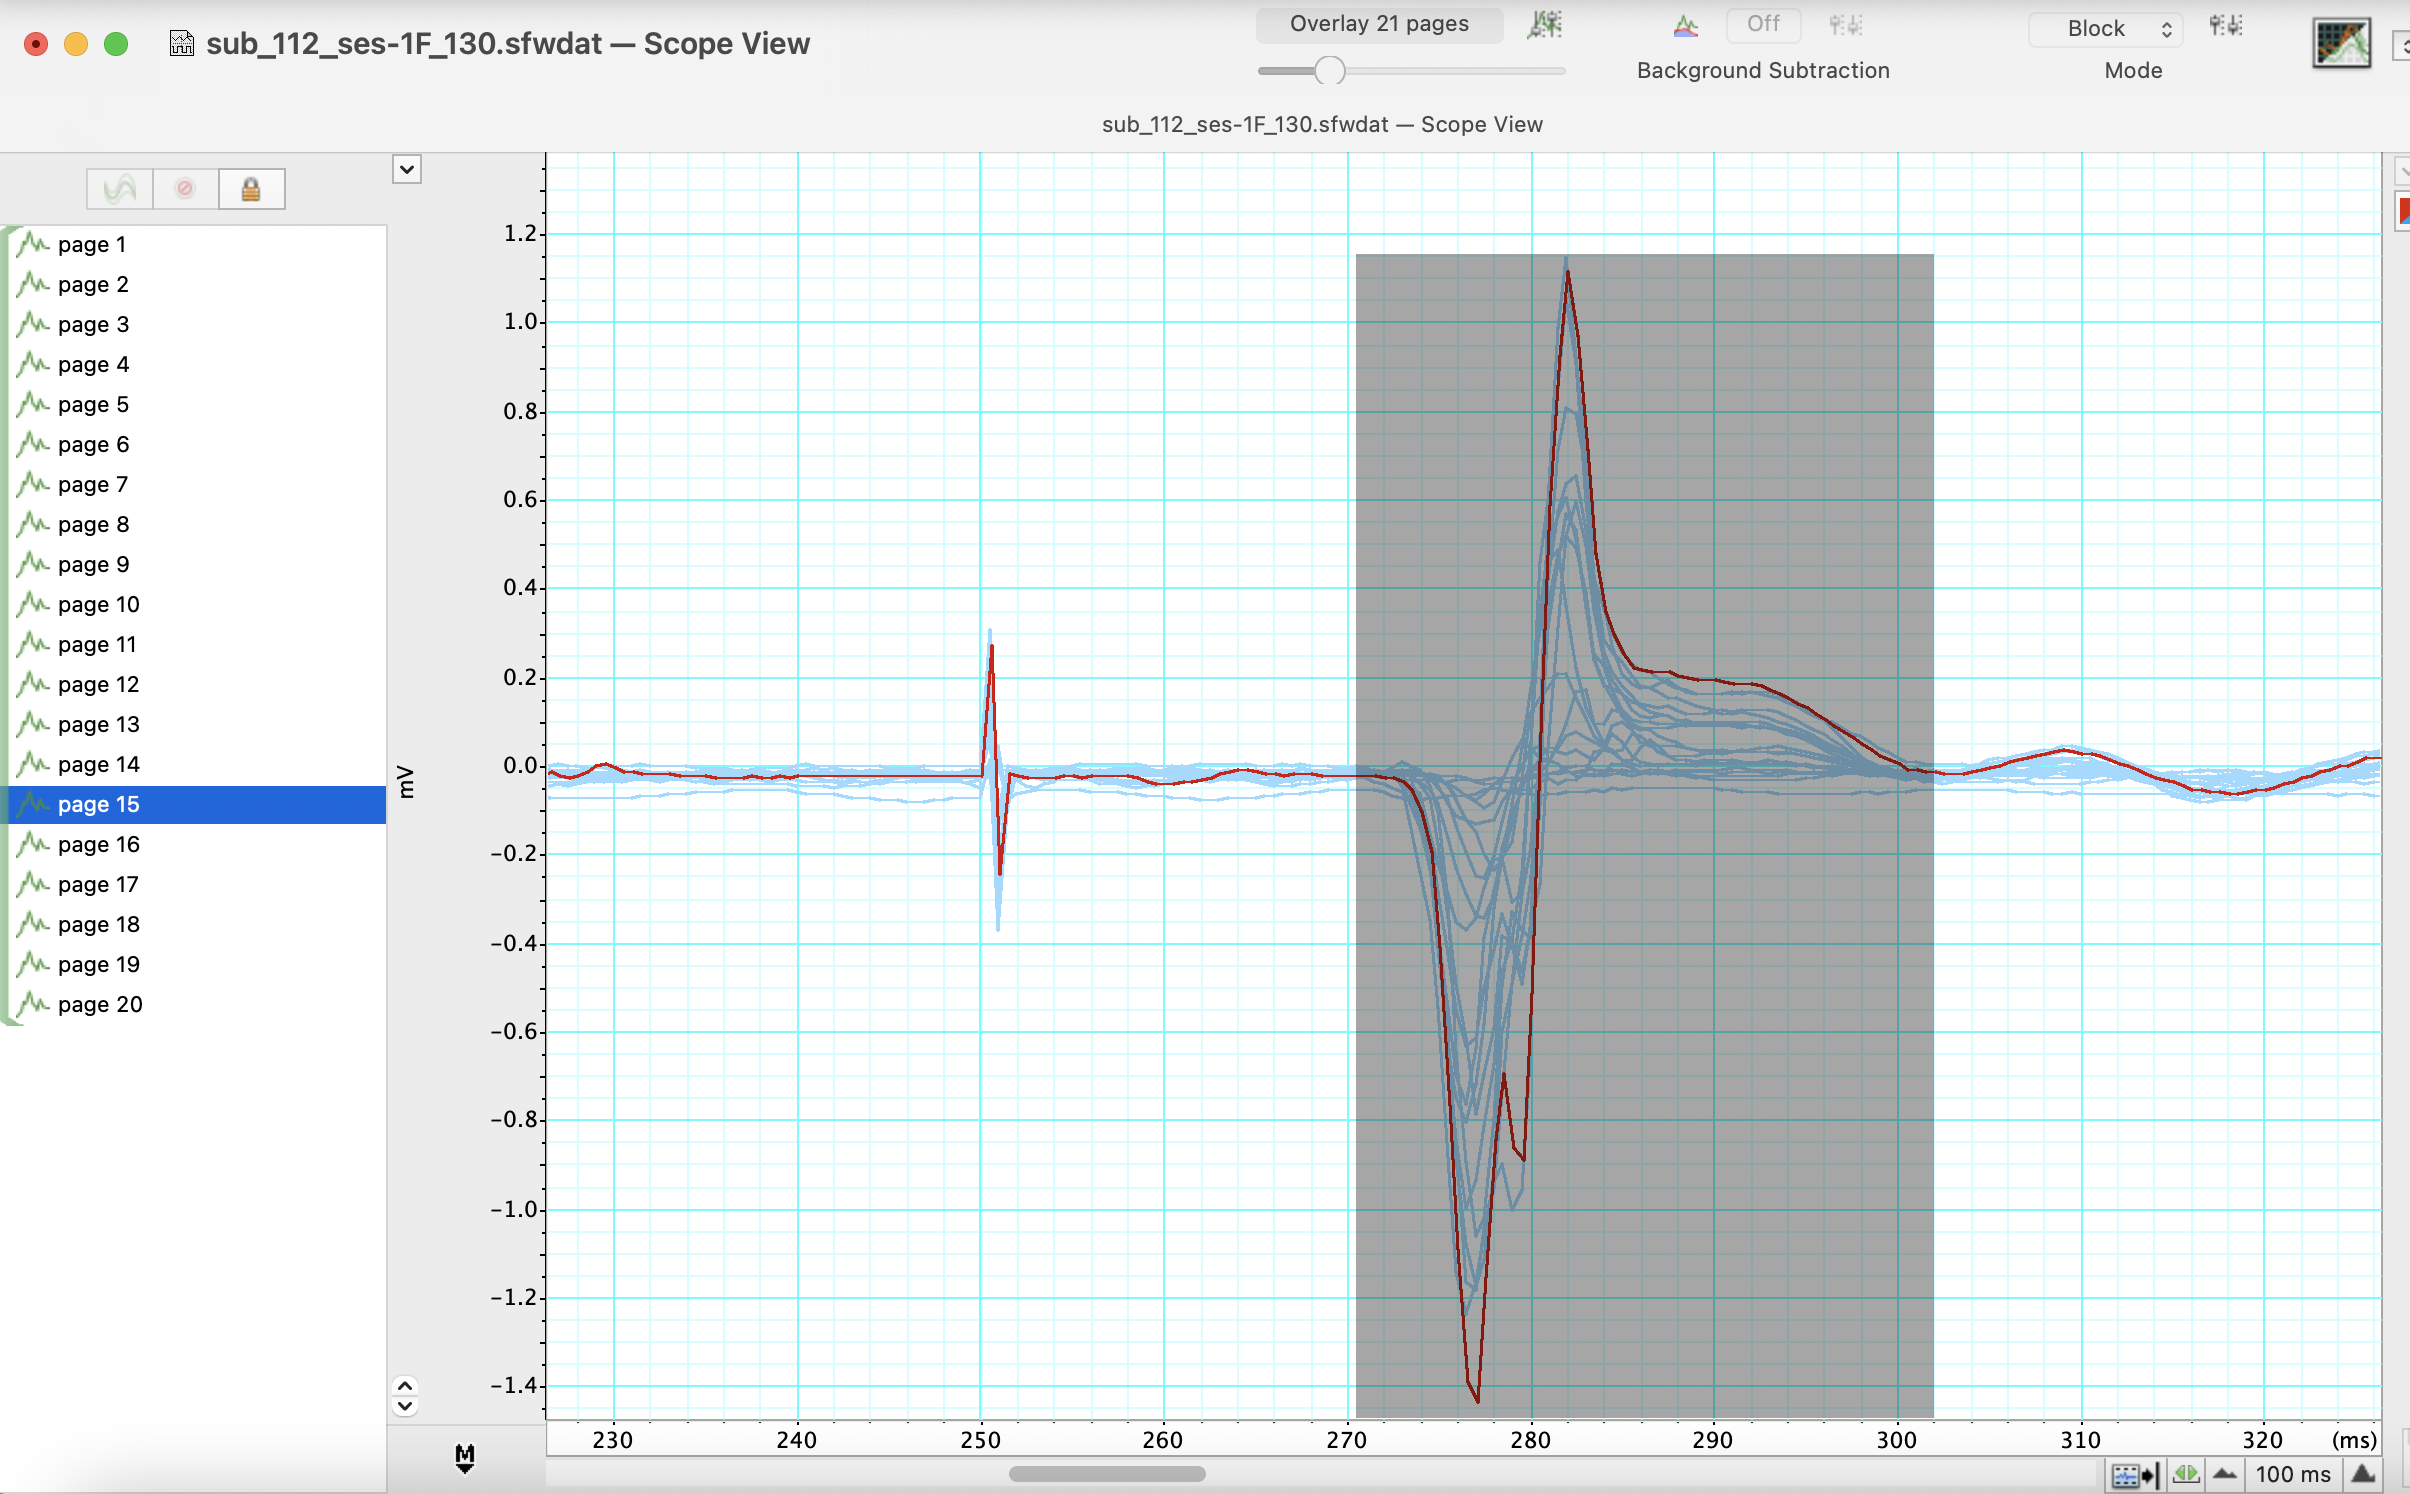 sub_112_ses-1F_130.sfwdat — Scope View
Overlay 21 pages
Off
Background Subtraction
Block
Mode
sub_112_ses-1F_130.sfwdat — Scope View
page 1
page 2
page 3
page 4
page 5
page 6
page 7
page 8
page 9
page 10
page 11
page 12
page 13
page 14
page 15
page 16
page 17
page 18
page 19
page 20
mV
1.2
1.0
0.8
0.6
0.4
0.2
0.0
−0.2
−0.4
−0.6
−0.8
−1.0
−1.2
−1.4
M
230 240 250 260 270 280 290 300 310 320 (ms)
100 ms